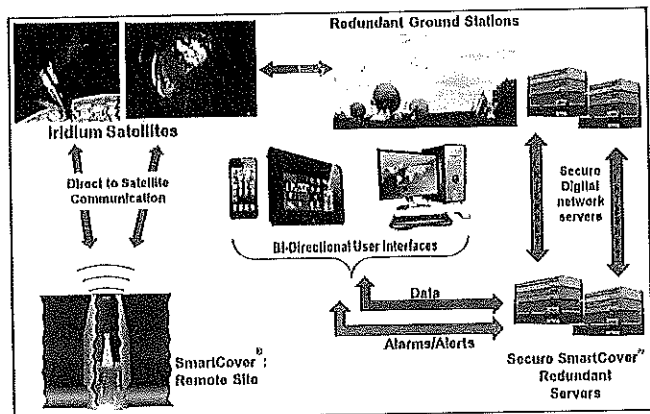 Redundant Ground Stations
Iridium Satellites
Direct to Satellite
Communication
Secure
Digital
network
servers
Bi-Directional User Interfaces
Data
Alarms/Alerts
SmartCover®
Remote Site
Secure SmartCover™
Redundant
Servers